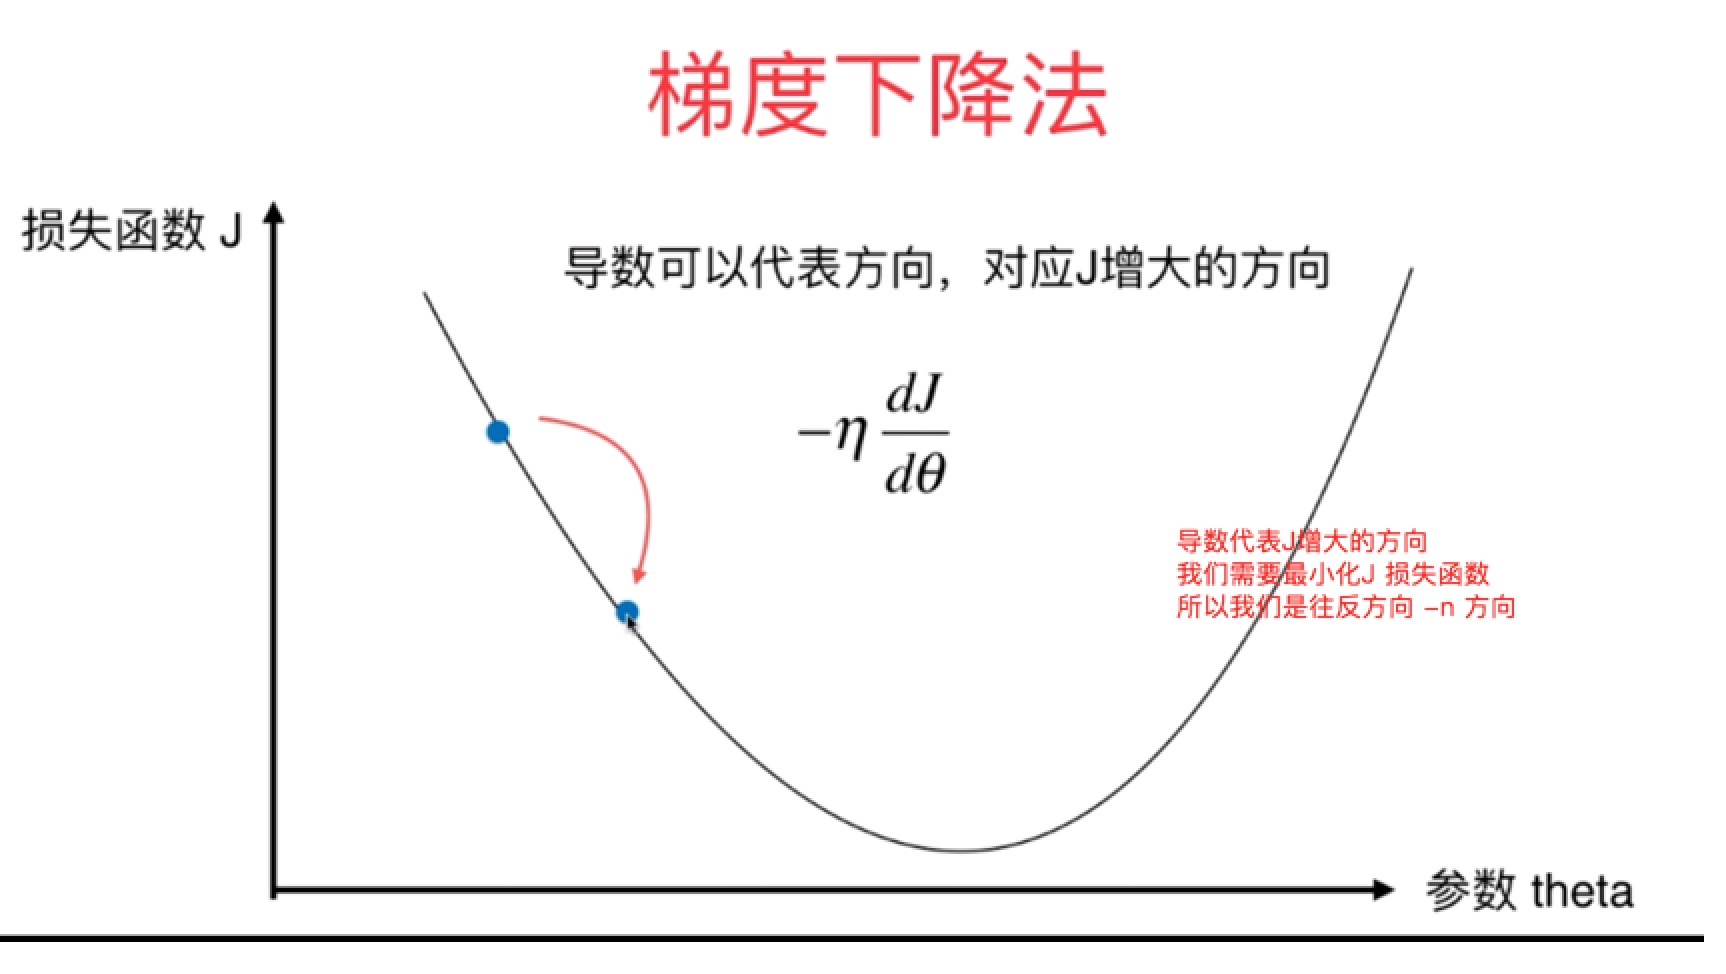 梯度下降法
损失函数 J
导数可以代表方向，对应J增大的方向
−η dJ/dθ
导数代表J增大的方向
我们需要最小化J 损失函数
所以我们是往反方向 −n 方向
参数 theta